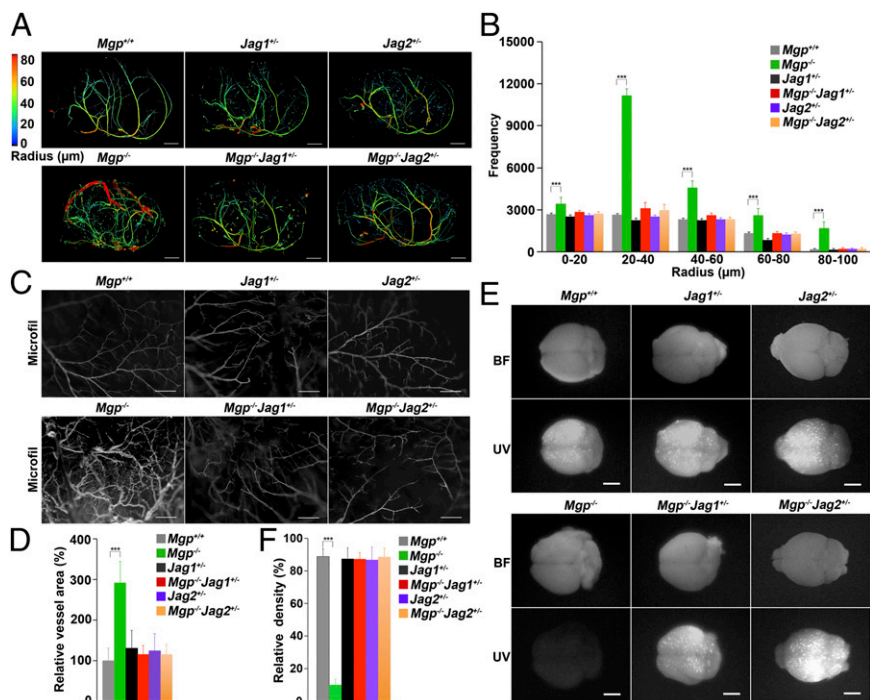 A
Mgp+/+ Jag1+/- Jag2+/-
80
60
40
20
0
Radius (µm)
Mgp-/- Mgp-/-Jag1+/- Mgp-/-Jag2+/-
B
15000
12000
9000
6000
3000
0
Frequency
*** *** *** *** ***
0-20 20-40 40-60 60-80 80-100
Radius (µm)
Mgp+/+
Mgp-/-
Jag1+/-
Mgp-/-Jag1+/-
Jag2+/-
Mgp-/-Jag2+/-
C
Mgp+/+ Jag1+/- Jag2+/-
Microfil
Mgp-/- Mgp-/-Jag1+/- Mgp-/-Jag2+/-
Microfil
D
400
300
200
100
0
Relative vessel area (%)
***
Mgp+/+
Mgp-/-
Jag1+/-
Mgp-/-Jag1+/-
Jag2+/-
Mgp-/-Jag2+/-
F
100
80
60
40
20
0
Relative density (%)
***
Mgp+/+
Mgp-/-
Jag1+/-
Mgp-/-Jag1+/-
Jag2+/-
Mgp-/-Jag2+/-
E
Mgp+/+ Jag1+/- Jag2+/-
BF
UV
Mgp-/- Mgp-/-Jag1+/- Mgp-/-Jag2+/-
BF
UV